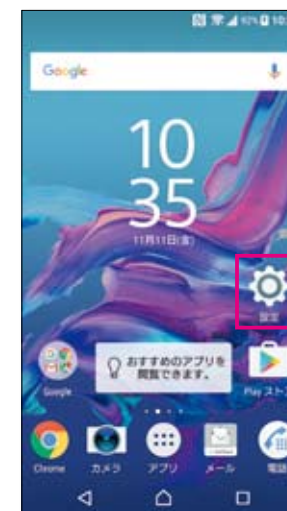 Google
10
35
11月11日(金)
設定
おすすめのアプリを
閲覧できます。
Google
Play スト
Chrome
カメラ
アプリ
メール
電話